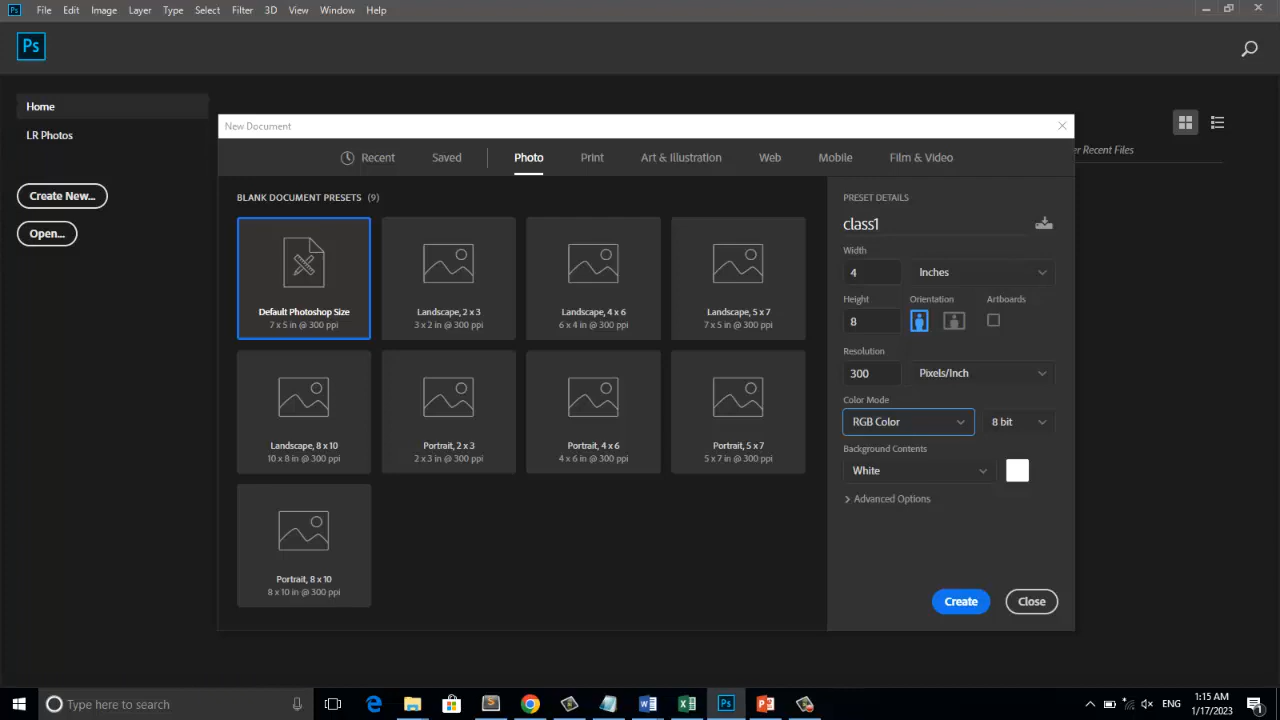 Ps File Edit Image Layer Type Select Filter 3D View Window Help
Ps
Home
LR Photos
Create New...
Open...
er Recent Files
New Document
Recent Saved Photo Print Art & Illustration Web Mobile Film & Video
BLANK DOCUMENT PRESETS (9)
Default Photoshop Size
7 x 5 in @ 300 ppi
Landscape, 2 x 3
3 x 2 in @ 300 ppi
Landscape, 4 x 6
6 x 4 in @ 300 ppi
Landscape, 5 x 7
7 x 5 in @ 300 ppi
Landscape, 8 x 10
10 x 8 in @ 300 ppi
Portrait, 2 x 3
2 x 3 in @ 300 ppi
Portrait, 4 x 6
4 x 6 in @ 300 ppi
Portrait, 5 x 7
5 x 7 in @ 300 ppi
Portrait, 8 x 10
8 x 10 in @ 300 ppi
PRESET DETAILS
class1
Width
4 Inches
Height Orientation Artboards
8
Resolution
300 Pixels/Inch
Color Mode
RGB Color 8 bit
Background Contents
White
Advanced Options
Create Close
Type here to search
ENG
1:15 AM
1/17/2023